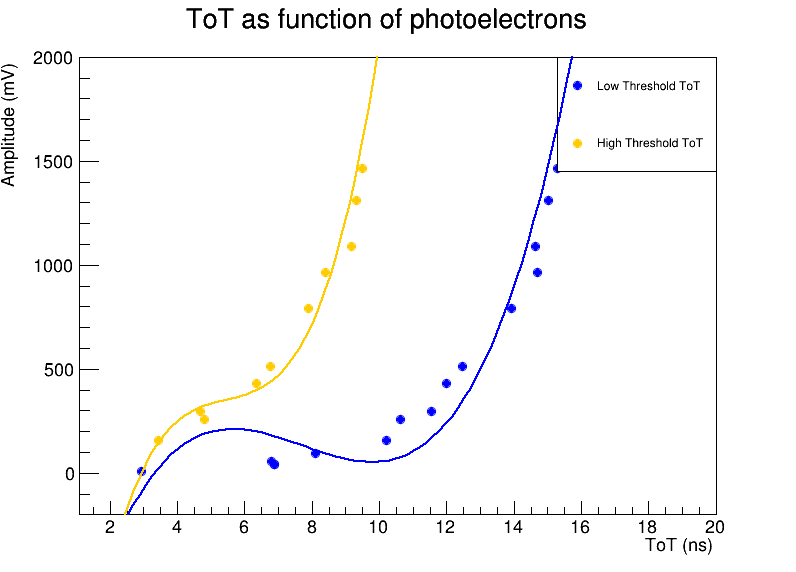 ToT as function of photoelectrons
Amplitude (mV)
2000
1500
1000
500
0
Low Threshold ToT
High Threshold ToT
2 4 6 8 10 12 14 16 18 20
ToT (ns)